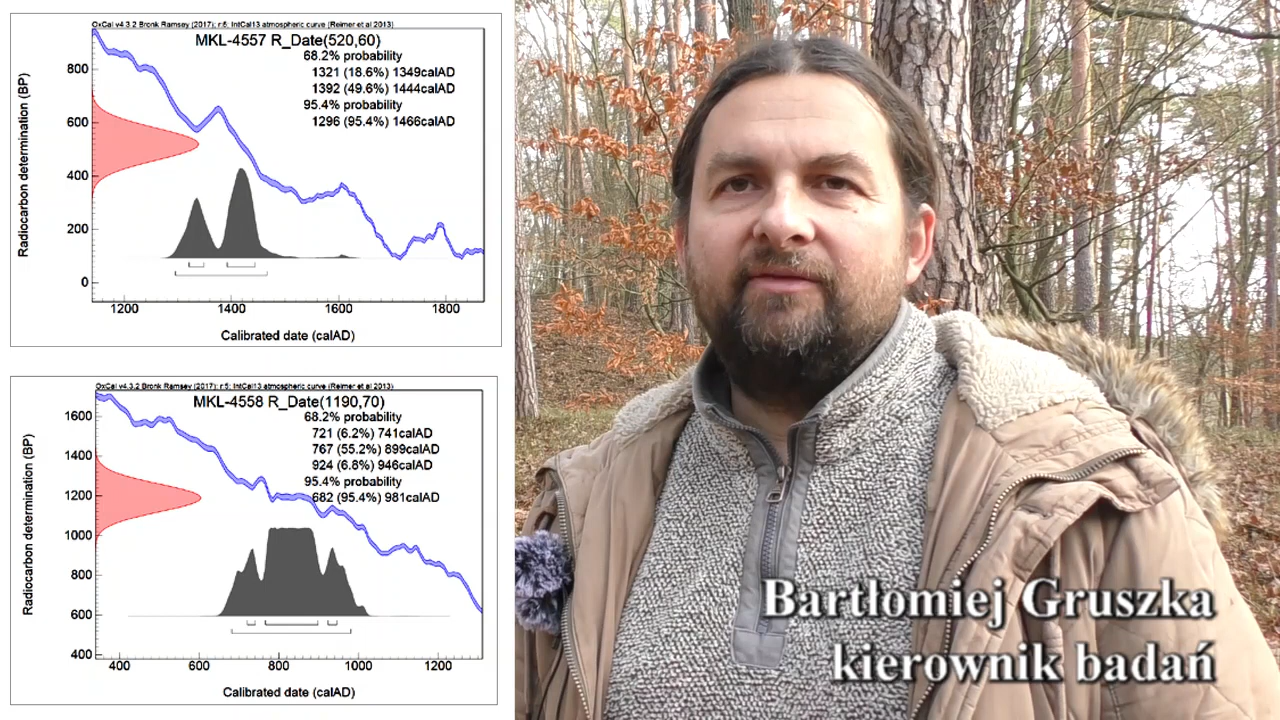 OxCal v4.3.2 Bronk Ramsey (2017); r:5; IntCal13 atmospheric curve (Reimer et al 2013)
MKL-4557 R_Date(520,60)
68.2% probability
1321 (18.6%) 1349calAD
1392 (49.6%) 1444calAD
95.4% probability
1296 (95.4%) 1466calAD
Radiocarbon determination (BP)
800
600
400
200
0
1200 1400 1600 1800
Calibrated date (calAD)
OxCal v4.3.2 Bronk Ramsey (2017); r:5; IntCal13 atmospheric curve (Reimer et al 2013)
MKL-4558 R_Date(1190,70)
68.2% probability
721 (6.2%) 741calAD
767 (55.2%) 899calAD
924 (6.8%) 946calAD
95.4% probability
682 (95.4%) 981calAD
Radiocarbon determination (BP)
1600
1400
1200
1000
800
600
400
400 600 800 1000 1200
Calibrated date (calAD)
Bartłomiej Gruszka
kierownik badań